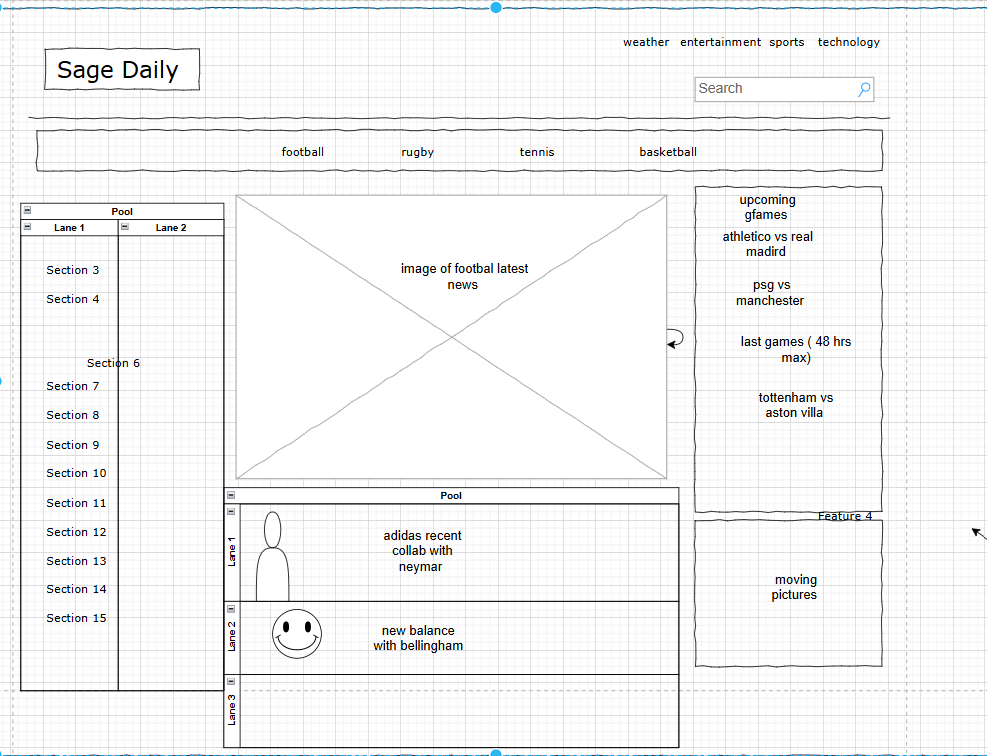 weather entertainment sports technology
Sage Daily
Search
football rugby tennis basketball
Pool
Lane 1 Lane 2
Section 3
Section 4
Section 6
Section 7
Section 8
Section 9
Section 10
Section 11
Section 12
Section 13
Section 14
Section 15
image of footbal latest
news
upcoming
gfames
athletico vs real
madird
psg vs
manchester
last games ( 48 hrs
max)
tottenham vs
aston villa
Feature 4
moving
pictures
Pool
Lane 1
adidas recent
collab with
neymar
Lane 2
new balance
with bellingham
Lane 3